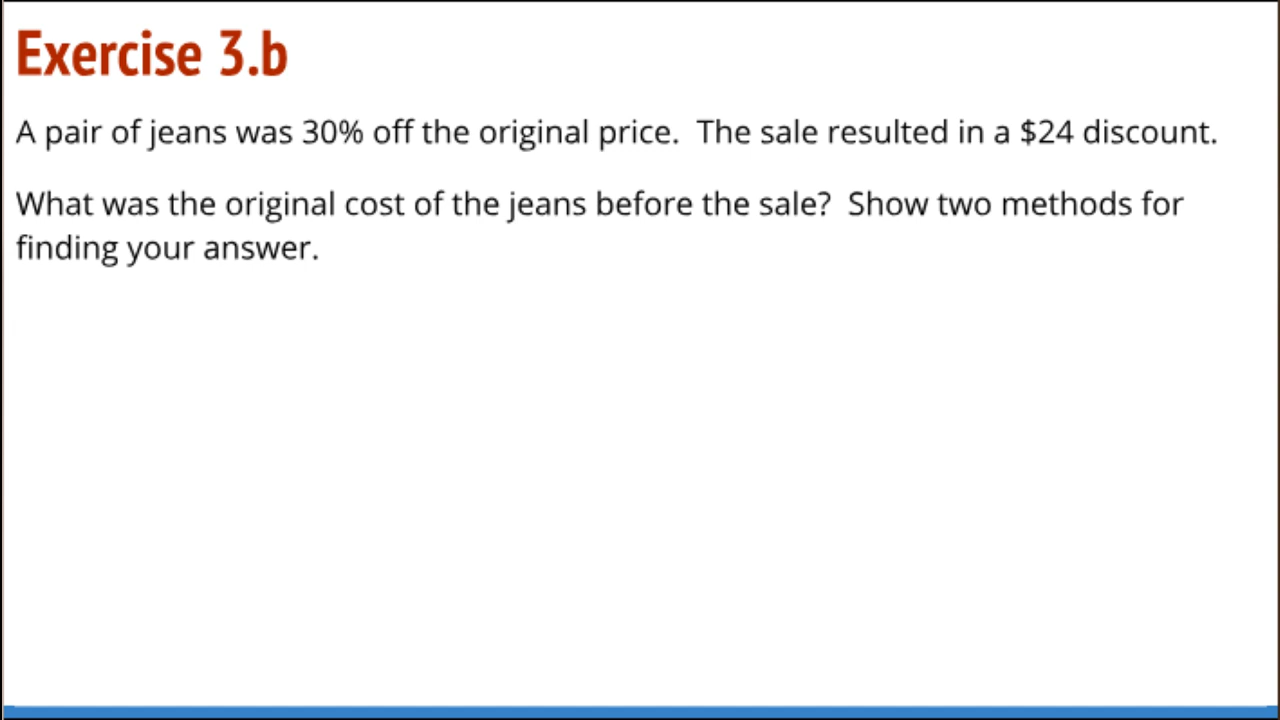 Exercise 3.b
A pair of jeans was 30% off the original price.  The sale resulted in a $24 discount.
What was the original cost of the jeans before the sale?  Show two methods for
finding your answer.